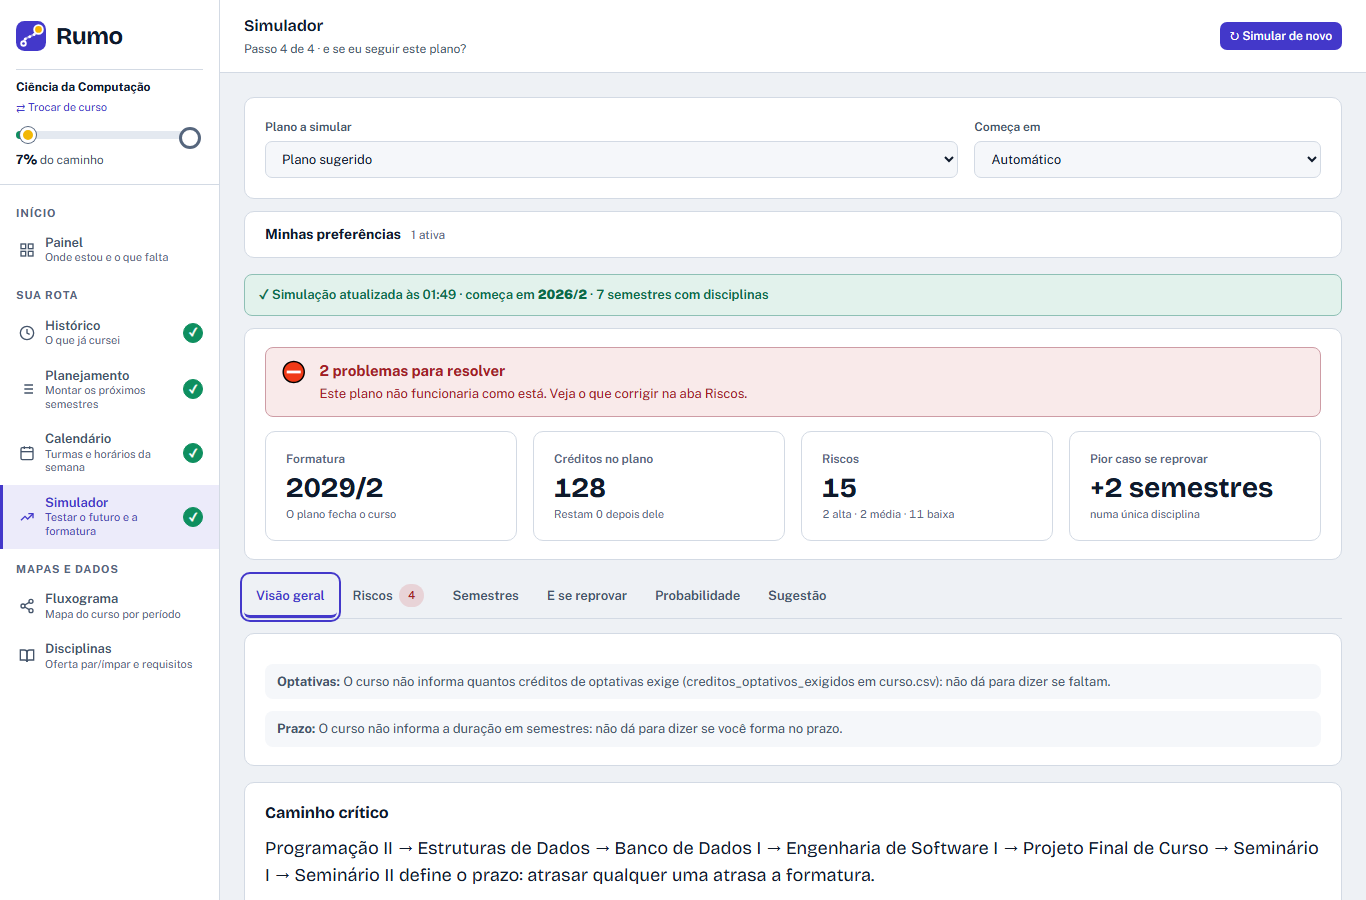 Rumo
Ciência da Computação
⇄ Trocar de curso
7% do caminho
INÍCIO
Painel
Onde estou e o que falta
SUA ROTA
Histórico
O que já cursei
Planejamento
Montar os próximos
semestres
Calendário
Turmas e horários da
semana
Simulador
Testar o futuro e a
formatura
MAPAS E DADOS
Fluxograma
Mapa do curso por período
Disciplinas
Oferta par/ímpar e requisitos
Simulador
Passo 4 de 4 · e se eu seguir este plano?
↻ Simular de novo
Plano a simular
Plano sugerido
Começa em
Automático
Minhas preferências 1 ativa
✓ Simulação atualizada às 01:49 · começa em 2026/2 · 7 semestres com disciplinas
2 problemas para resolver
Este plano não funcionaria como está. Veja o que corrigir na aba Riscos.
Formatura
2029/2
O plano fecha o curso
Créditos no plano
128
Restam 0 depois dele
Riscos
15
2 alta · 2 média · 11 baixa
Pior caso se reprovar
+2 semestres
numa única disciplina
Visão geral Riscos 4 Semestres E se reprovar Probabilidade Sugestão
Optativas: O curso não informa quantos créditos de optativas exige (creditos_optativos_exigidos em curso.csv): não dá para dizer se faltam.
Prazo: O curso não informa a duração em semestres: não dá para dizer se você forma no prazo.
Caminho crítico
Programação II → Estruturas de Dados → Banco de Dados I → Engenharia de Software I → Projeto Final de Curso → Seminário
I → Seminário II define o prazo: atrasar qualquer uma atrasa a formatura.